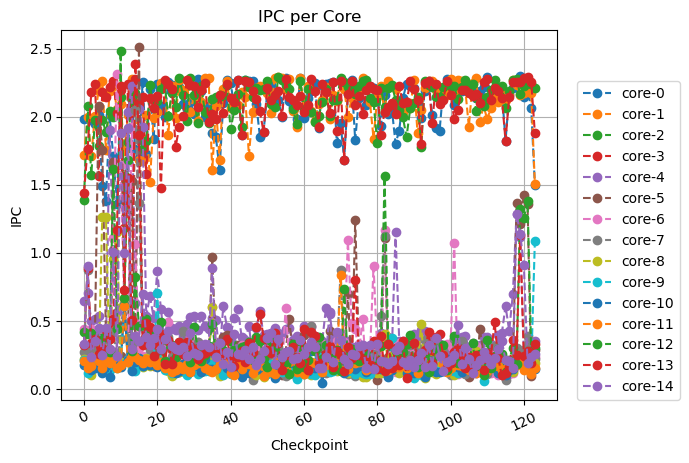 IPC per Core
IPC
2.5
2.0
1.5
1.0
0.5
0.0
0
20
40
60
80
100
120
Checkpoint
core-0
core-1
core-2
core-3
core-4
core-5
core-6
core-7
core-8
core-9
core-10
core-11
core-12
core-13
core-14